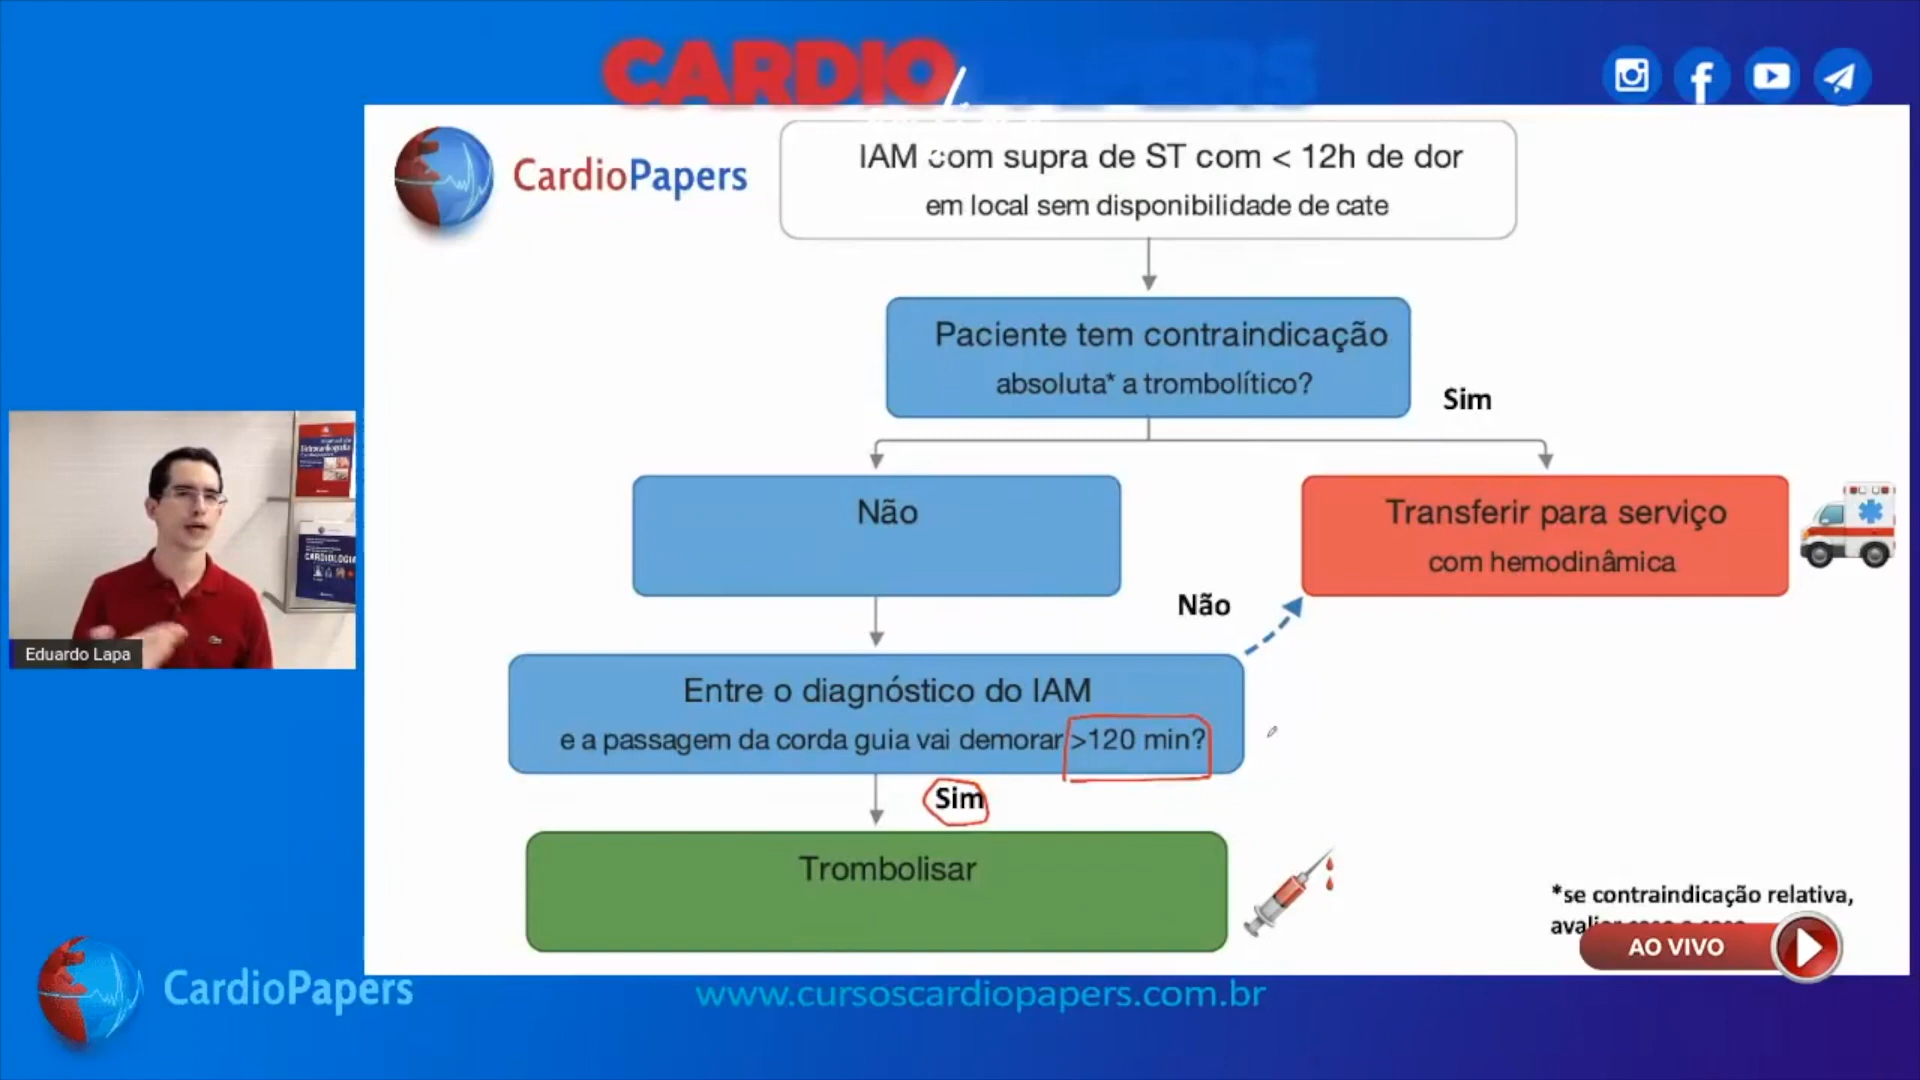 CARDIOPAPERS
CardioPapers
IAM com supra de ST com < 12h de dor
em local sem disponibilidade de cate
Paciente tem contraindicação
absoluta* a trombolítico?
Sim
Não
Transferir para serviço
com hemodinâmica
Não
Entre o diagnóstico do IAM
e a passagem da corda guia vai demorar >120 min?
Sim
Trombolisar
*se contraindicação relativa,
AO VIVO
Eduardo Lapa
CARDIOLOGIA
CardioPapers
www.cursoscardiopapers.com.br